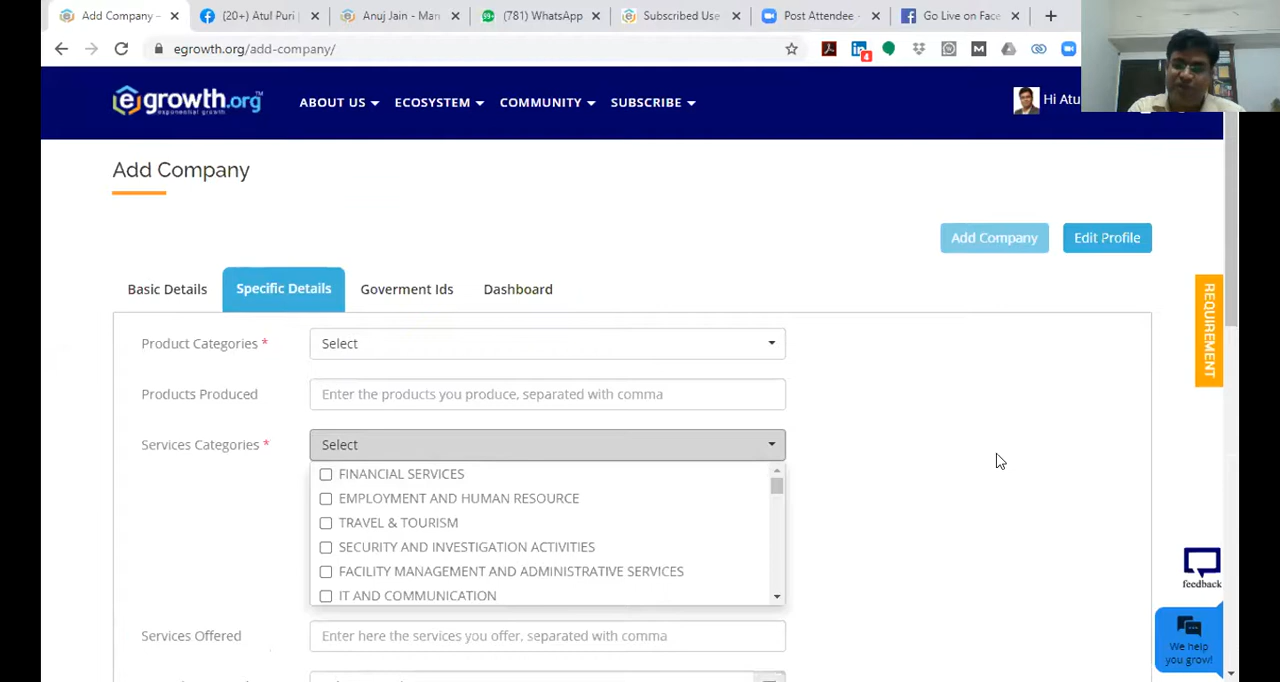 Add Company –
(20+) Atul Puri |
Anuj Jain - Man
(781) WhatsApp
Subscribed Use
Post Attendee -
Go Live on Face
egrowth.org/add-company/
99+
4
M
egrowth.org™
exponential growth
ABOUT US
ECOSYSTEM
COMMUNITY
SUBSCRIBE
Hi Atu
Add Company
Add Company
Edit Profile
Basic Details
Specific Details
Goverment Ids
Dashboard
REQUIREMENT
Product Categories *
Select
Products Produced
Enter the products you produce, separated with comma
Services Categories *
Select
FINANCIAL SERVICES
EMPLOYMENT AND HUMAN RESOURCE
TRAVEL & TOURISM
SECURITY AND INVESTIGATION ACTIVITIES
FACILITY MANAGEMENT AND ADMINISTRATIVE SERVICES
IT AND COMMUNICATION
feedback
Services Offered
Enter here the services you offer, separated with comma
We help
you grow!